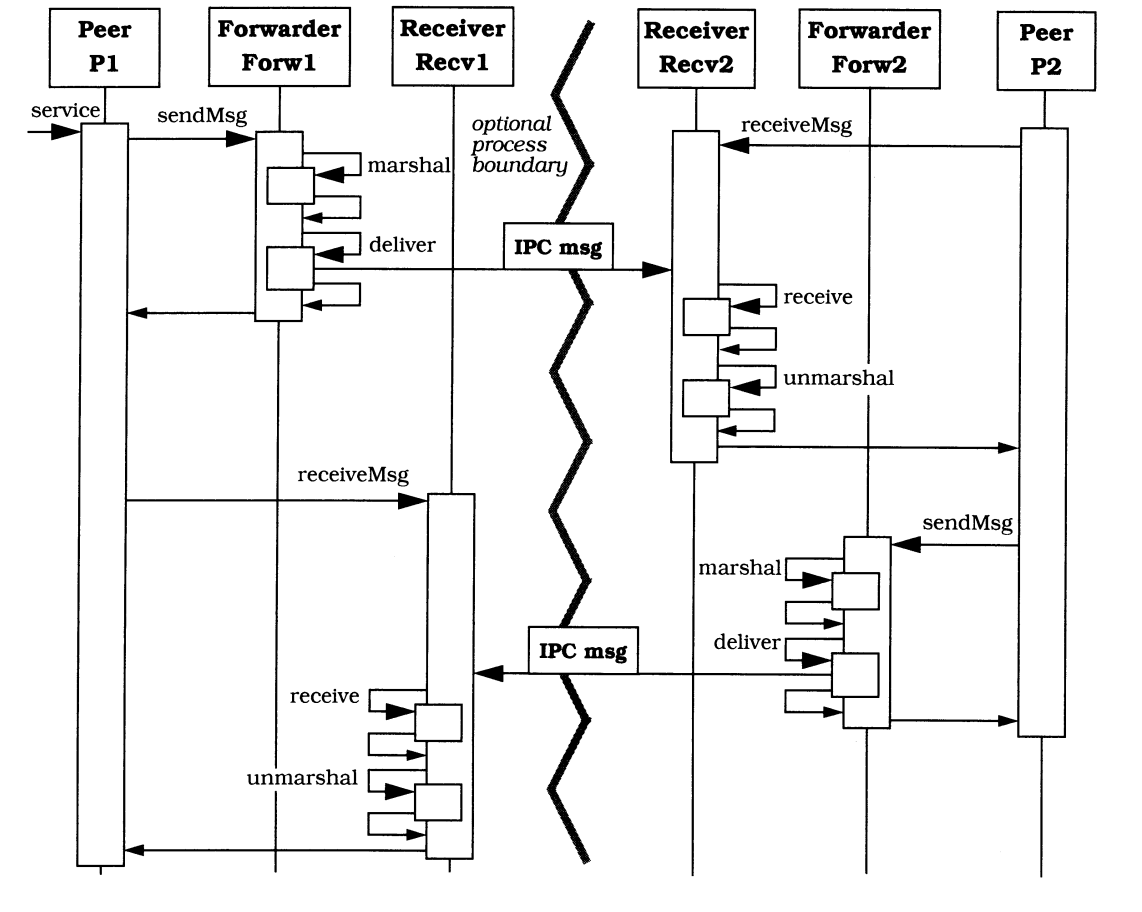 Peer
P1
Forwarder
Forw1
Receiver
Recv1
Receiver
Recv2
Forwarder
Forw2
Peer
P2
service
sendMsg
optional
process
boundary
receiveMsg
marshal
deliver
IPC msg
receive
unmarshal
receiveMsg
sendMsg
marshal
deliver
IPC msg
receive
unmarshal